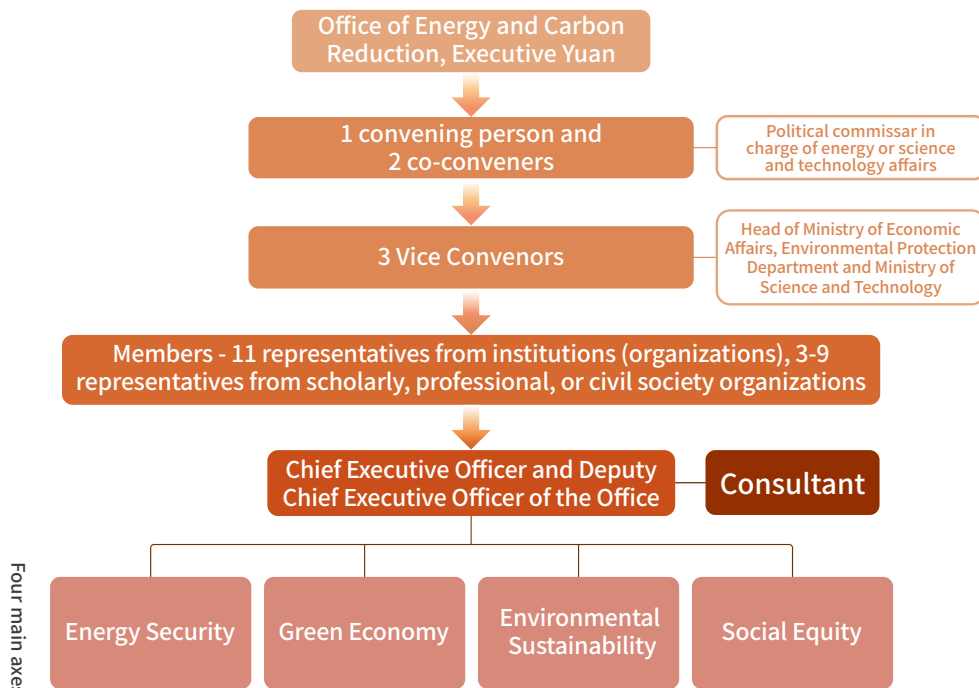 Office of Energy and Carbon
Reduction, Executive Yuan
1 convening person and
2 co-conveners
Political commissar in
charge of energy or science
and technology affairs
3 Vice Convenors
Head of Ministry of Economic
Affairs, Environmental Protection
Department and Ministry of
Science and Technology
Members - 11 representatives from institutions (organizations), 3-9
representatives from scholarly, professional, or civil society organizations
Chief Executive Officer and Deputy
Chief Executive Officer of the Office
Consultant
Four main axes
Energy Security
Green Economy
Environmental
Sustainability
Social Equity